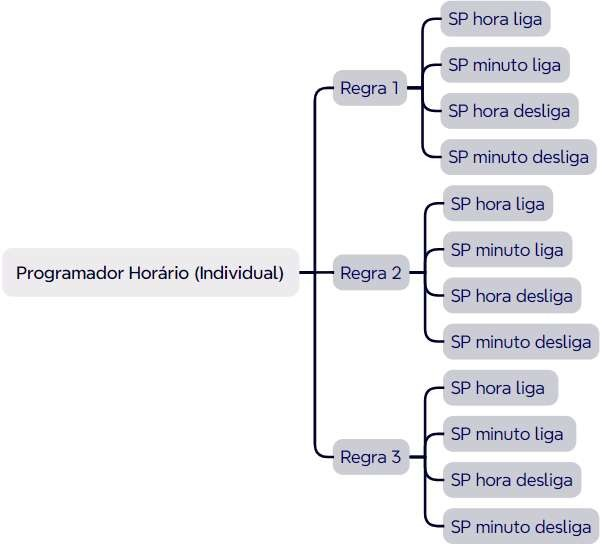 Programador Horário (Individual)
Regra 1
SP hora liga
SP minuto liga
SP hora desliga
SP minuto desliga
Regra 2
SP hora liga
SP minuto liga
SP hora desliga
SP minuto desliga
Regra 3
SP hora liga
SP minuto liga
SP hora desliga
SP minuto desliga